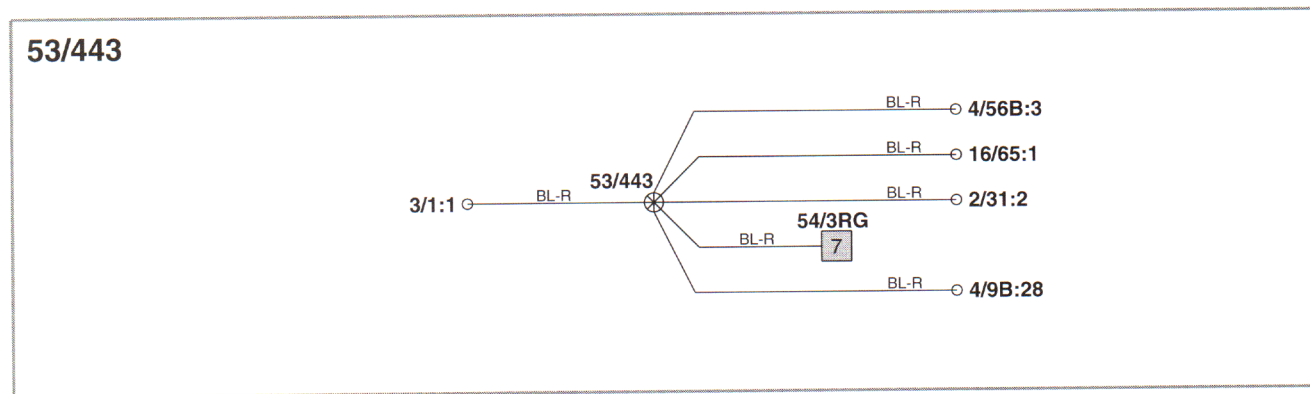 53/443
BL-R
4/56B:3
BL-R
16/65:1
53/443
3/1:1
BL-R
BL-R
2/31:2
54/3RG
BL-R
7
BL-R
4/9B:28